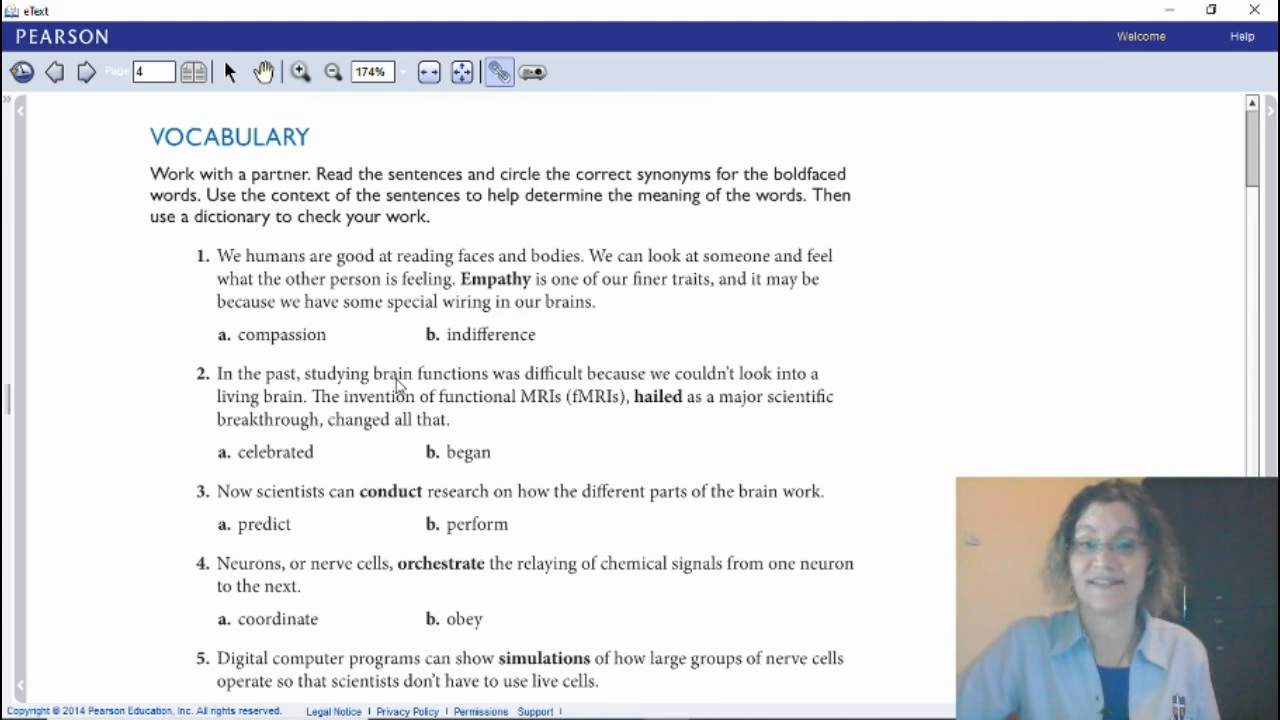 eText
PEARSON
Welcome Help
Page 4 174%
VOCABULARY
Work with a partner. Read the sentences and circle the correct synonyms for the boldfaced
words. Use the context of the sentences to help determine the meaning of the words. Then
use a dictionary to check your work.
1. We humans are good at reading faces and bodies. We can look at someone and feel
what the other person is feeling. Empathy is one of our finer traits, and it may be
because we have some special wiring in our brains.
a. compassion b. indifference
2. In the past, studying brain functions was difficult because we couldn't look into a
living brain. The invention of functional MRIs (fMRIs), hailed as a major scientific
breakthrough, changed all that.
a. celebrated b. began
3. Now scientists can conduct research on how the different parts of the brain work.
a. predict b. perform
4. Neurons, or nerve cells, orchestrate the relaying of chemical signals from one neuron
to the next.
a. coordinate b. obey
5. Digital computer programs can show simulations of how large groups of nerve cells
operate so that scientists don't have to use live cells.
Copyright © 2014 Pearson Education, Inc. All rights reserved. Legal Notice | Privacy Policy | Permissions Support |